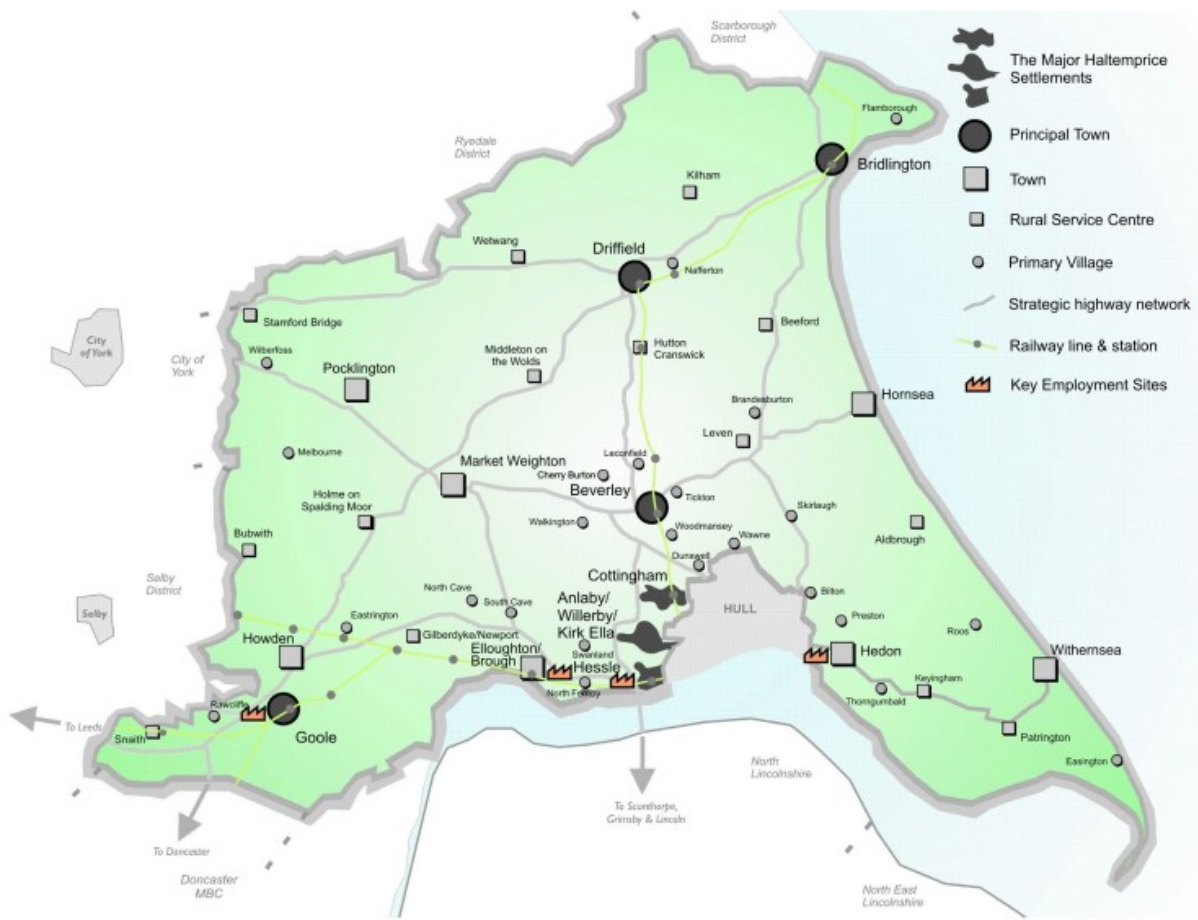 Scarborough
District
The Major Haltemprice
Settlements
Flamborough
Principal Town
Ryedale
District
Bridlington
Kilham
Town
Rural Service Centre
Wetwang
Driffield
Nafferton
Primary Village
Strategic highway network
Stamford Bridge
Beeford
City
of York
Hutton
Cranswick
Railway line & station
Wilberfoss
City of
York
Middleton on
the Wolds
Pocklington
Key Employment Sites
Hornsea
Brandesburton
Leven
Melbourne
Market Weighton
Leconfield
Cherry Burton
Beverley
Tickton
Holme on
Spalding Moor
Skirlaugh
Walkington
Woodmansey
Wawne
Bubwith
Aldbrough
Dunswell
Selby
District
Cottingham
North Cave
South Cave
Anlaby/
Willerby/
Kirk Ella
HULL
Bilton
Selby
Eastrington
Preston
Roos
Howden
Gilberdyke/Newport
Elloughton/
Brough
Swanland
Hessle
Hedon
Withernsea
North Ferriby
Keyingham
Thorngumbald
Rawcliffe
To Leeds
Snaith
Goole
Patrington
Easington
North
Lincolnshire
To Scunthorpe,
Grimsby & Lincoln
To Doncaster
Doncaster
MBC
North East
Lincolnshire